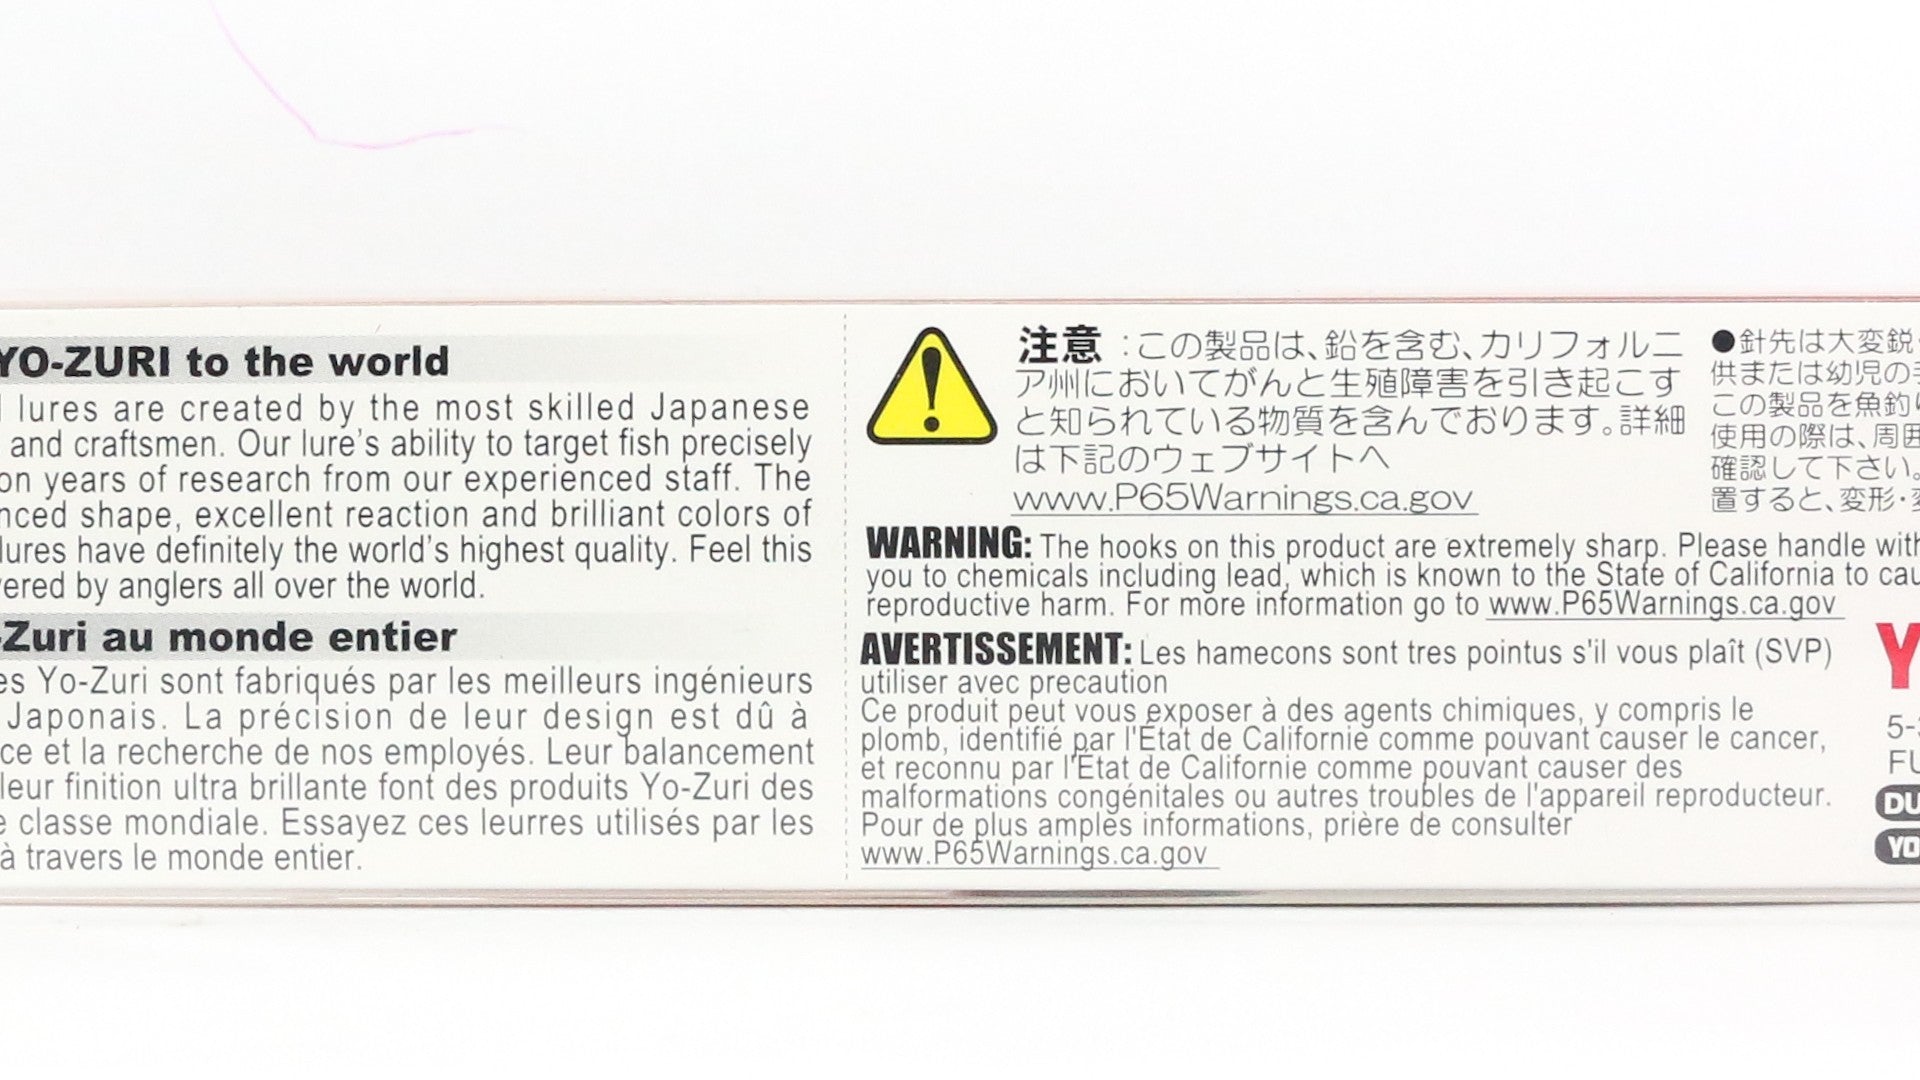 YO-ZURI to the world
lures are created by the most skilled Japanese
and craftsmen. Our lure's ability to target fish precisely
on years of research from our experienced staff. The
nced shape, excellent reaction and brilliant colors of
lures have definitely the world's highest quality. Feel this
vered by anglers all over the world.
-Zuri au monde entier
es Yo-Zuri sont fabriqués par les meilleurs ingénieurs
Japonais. La précision de leur design est dû à
ce et la recherche de nos employés. Leur balancement
leur finition ultra brillante font des produits Yo-Zuri des
e classe mondiale. Essayez ces leurres utilisés par les
à travers le monde entier.
注意:この製品は、鉛を含む、カリフォルニ
ア州においてがんと生殖障害を引き起こす
と知られている物質を含んでおります。詳細
は下記のウェブサイトへ
www.P65Warnings.ca.gov
●針先は大変鋭
供または幼児の手
この製品を魚釣り
使用の際は、周囲
確認して下さい。
置すると、変形・変
WARNING: The hooks on this product are extremely sharp. Please handle with
you to chemicals including lead, which is known to the State of California to cau
reproductive harm. For more information go to www.P65Warnings.ca.gov
AVERTISSEMENT: Les hamecons sont tres pointus s'il vous plaît (SVP)
utiliser avec precaution
Ce produit peut vous exposer à des agents chimiques, y compris le
plomb, identifié par l'État de Californie comme pouvant causer le cancer,
et reconnu par l'État de Californie comme pouvant causer des
malformations congénitales ou autres troubles de l'appareil reproducteur.
Pour de plus amples informations, prière de consulter
www.P65Warnings.ca.gov
Y
5-
FU
DU
YO